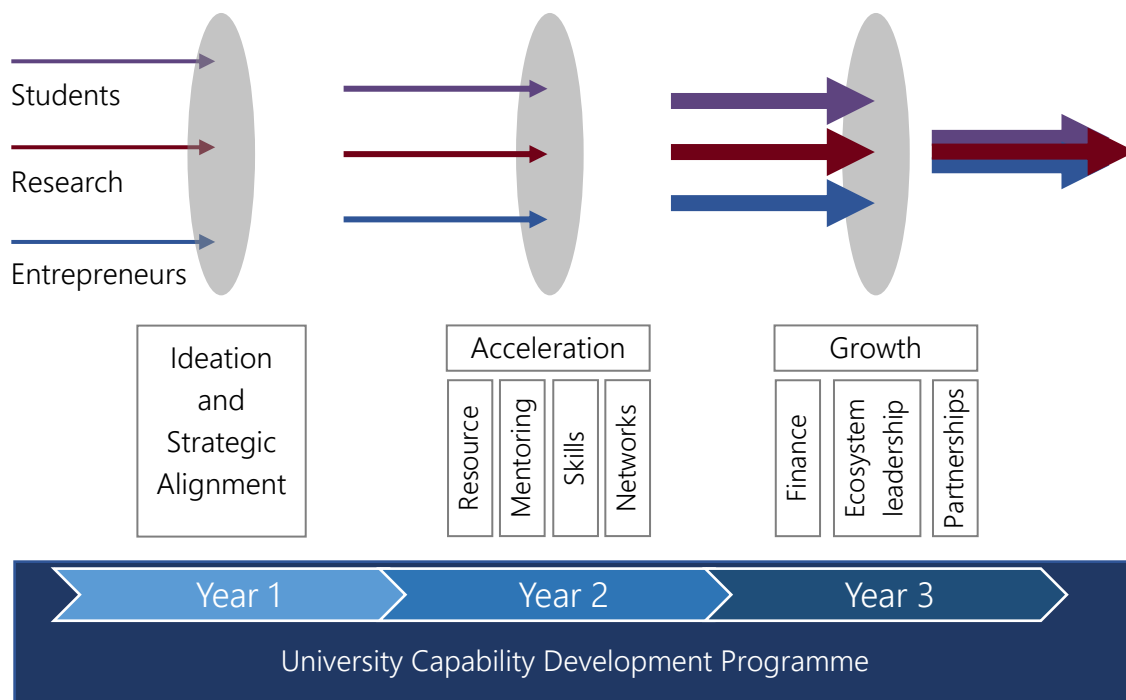 Students
Research
Entrepreneurs
Ideation
and
Strategic
Alignment
Acceleration
Resource
Mentoring
Skills
Networks
Growth
Finance
Ecosystem
leadership
Partnerships
Year 1
Year 2
Year 3
University Capability Development Programme